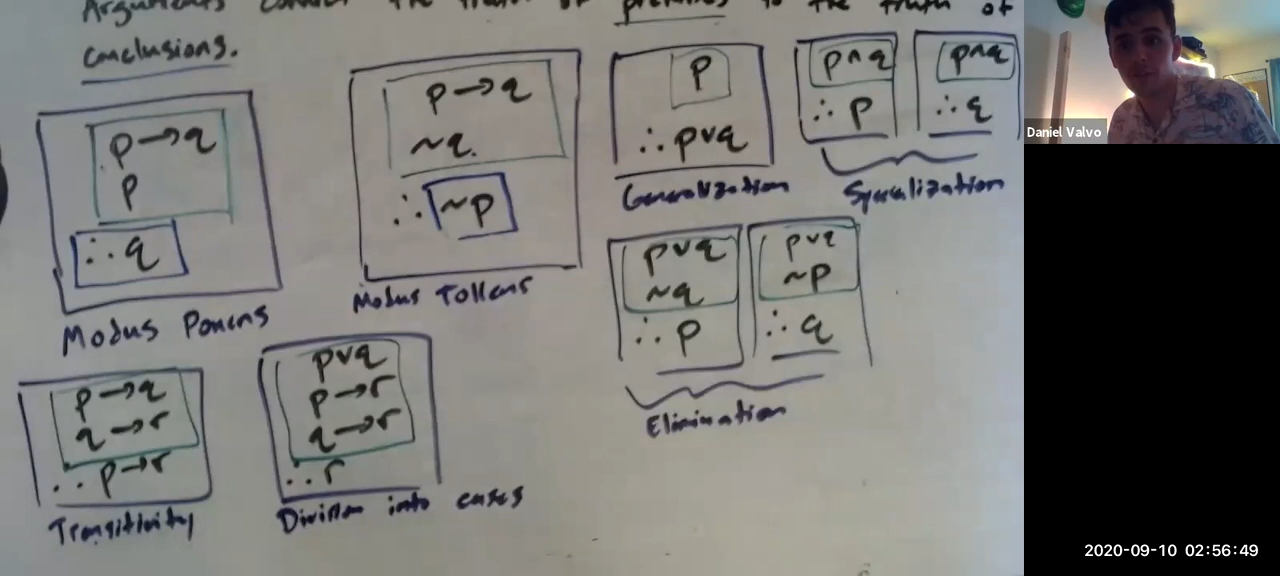 Arguments connect the truth of premises to the truth of
conclusions.
p→q
p
∴ q
Modus Ponens
p→q
~q.
∴ ~p
Modus Tollens
p
∴ p∨q
Generalization
p∧q
∴ p
p∧q
∴ q
Specialization
p∨q
~q
∴ p
p∨q
~p
∴ q
Elimination
p→q
q→r
∴ p→r
Transitivity
p∨q
p→r
q→r
∴ r
Division into cases
Daniel Valvo
2020-09-10 02:56:49